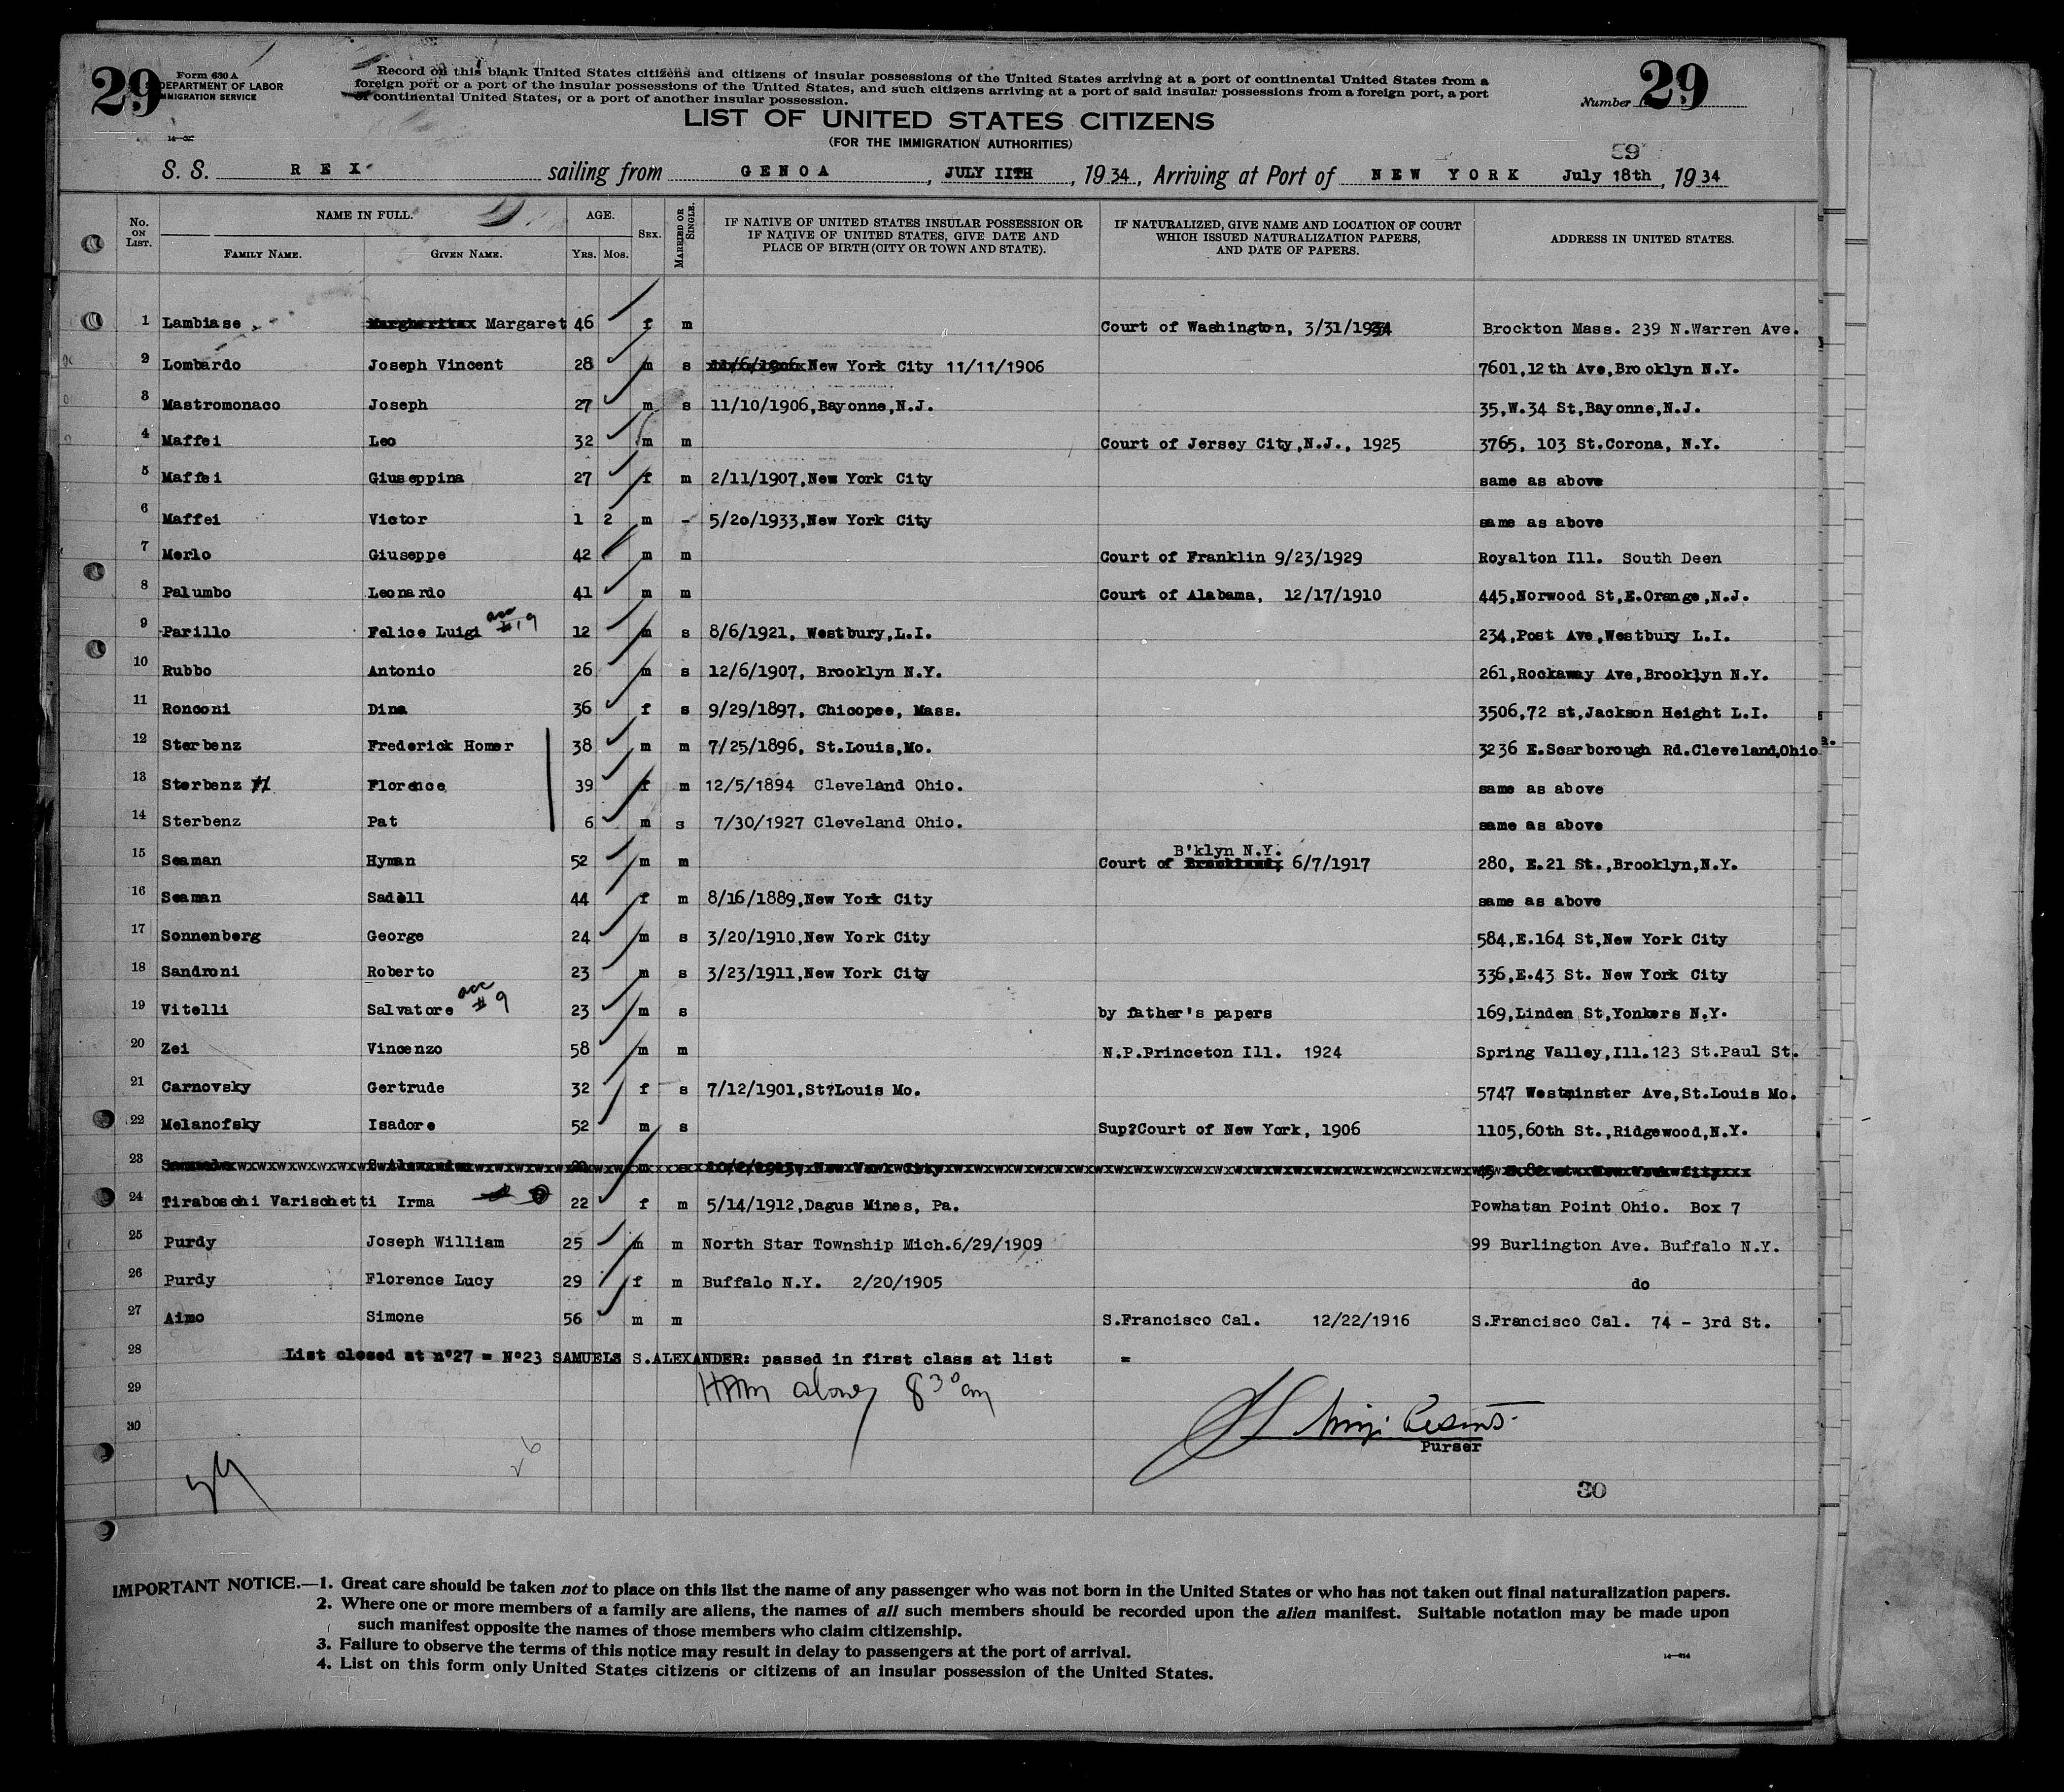 29
Form 630 A
DEPARTMENT OF LABOR
IMMIGRATION SERVICE
Record on this blank United States citizens and citizens of insular possessions of the United States arriving at a port of continental United States from a
foreign port or a port of the insular possessions of the United States, and such citizens arriving at a port of said insular possessions from a foreign port, a port
of continental United States, or a port of another insular possession.
Number 29
LIST OF UNITED STATES CITIZENS
(FOR THE IMMIGRATION AUTHORITIES)
59
S. S. REX sailing from GENOA, JULY IITH, 1934, Arriving at Port of NEW YORK July 18th, 1934
No. ON LIST.
NAME IN FULL.
FAMILY NAME. GIVEN NAME.
AGE.
YRS. MOS.
SEX.
MARRIED OR SINGLE.
IF NATIVE OF UNITED STATES INSULAR POSSESSION OR
IF NATIVE OF UNITED STATES, GIVE DATE AND
PLACE OF BIRTH (CITY OR TOWN AND STATE).
IF NATURALIZED, GIVE NAME AND LOCATION OF COURT
WHICH ISSUED NATURALIZATION PAPERS,
AND DATE OF PAPERS.
ADDRESS IN UNITED STATES.
1 Lambiase Margaret 46 f m Court of Washington, 3/31/1934 Brockton Mass. 239 N.Warren Ave.
2 Lombardo Joseph Vincent 28 m s New York City 11/11/1906 7601,12th Ave,Brooklyn N.Y.
3 Mastromonaco Joseph 27 m s 11/10/1906,Bayonne,N.J. 35,W.34 St,Bayonne,N.J.
4 Maffei Leo 32 m m Court of Jersey City,N.J., 1925 3765, 103 St.Corona, N.Y.
5 Maffei Giuseppina 27 f m 2/11/1907,New York City same as above
6 Maffei Victor 1 2 m - 5/20/1933,New York City same as above
7 Merlo Giuseppe 42 m m Court of Franklin 9/23/1929 Royalton Ill. South Deen
8 Palumbo Leonardo 41 m m Court of Alabama, 12/17/1910 445,Norwood St,E.Orange,N.J.
9 Parillo Felice Luigi acc #19 12 m s 8/6/1921, Westbury,L.I. 234,Post Ave,Westbury L.I.
10 Rubbo Antonio 26 m s 12/6/1907, Brooklyn N.Y. 261,Rockaway Ave,Brooklyn N.Y.
11 Ronconi Dina 36 f s 9/29/1897, Chicopee, Mass. 3506,72 st,Jackson Height L.I.
12 Sterbenz Frederick Homer 38 m m 7/25/1896, St.Louis,Mo. 3236 E.Scarborough Rd.Cleveland,Ohio
13 Sterbenz Florence 39 f m 12/5/1894 Cleveland Ohio. same as above
14 Sterbenz Pat 6 m s 7/30/1927 Cleveland Ohio. same as above
15 Seaman Hyman 52 m m Court of B'klyn N.Y. 6/7/1917 280, E.21 St.,Brooklyn,N.Y.
16 Seaman Sadell 44 f m 8/16/1889,New York City same as above
17 Sonnenberg George 24 m s 3/20/1910,New York City 584,E.164 St,New York City
18 Sandroni Roberto 23 m s 3/23/1911,New York City 336,E.43 St. New York City
19 Vitelli Salvatore acc #9 23 m s by father's papers 169,Linden St,Yonkers N.Y.
20 Zei Vincenzo 58 m m N.P.Princeton Ill. 1924 Spring Valley,Ill.123 St.Paul St.
21 Carnovsky Gertrude 32 f s 7/12/1901,St?Louis Mo. 5747 Westminster Ave,St.Louis Mo.
22 Melanofsky Isadore 52 m s Sup?Court of New York, 1906 1105,60th St.,Ridgewood,N.Y.
23
24 Tiraboschi Varischetti Irma 22 f m 5/14/1912,Dagus Mines, Pa. Powhatan Point Ohio. Box 7
25 Purdy Joseph William 25 m m North Star Township Mich.6/29/1909 99 Burlington Ave. Buffalo N.Y.
26 Purdy Florence Lucy 29 f m Buffalo N.Y. 2/20/1905 do
27 Aimo Simone 56 m m S.Francisco Cal. 12/22/1916 S.Francisco Cal. 74 - 3rd St.
28 List closed at n°27 = N°23 SAMUELS S.ALEXANDER: passed in first class at list =
29 830 am
30
Purser
30
IMPORTANT NOTICE.—1. Great care should be taken not to place on this list the name of any passenger who was not born in the United States or who has not taken out final naturalization papers.
2. Where one or more members of a family are aliens, the names of all such members should be recorded upon the alien manifest. Suitable notation may be made upon
such manifest opposite the names of those members who claim citizenship.
3. Failure to observe the terms of this notice may result in delay to passengers at the port of arrival.
4. List on this form only United States citizens or citizens of an insular possession of the United States.